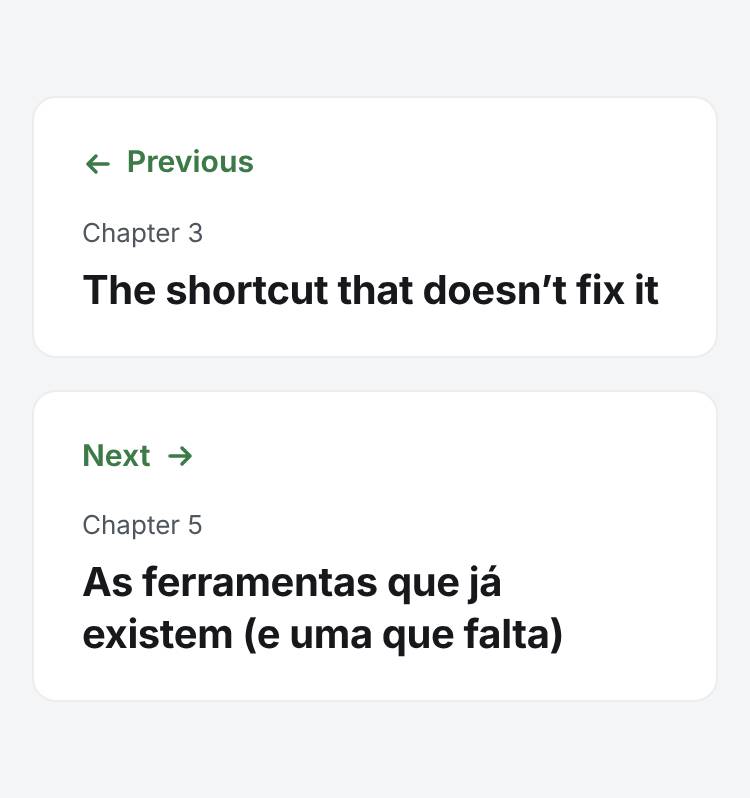 ← Previous
Chapter 3
The shortcut that doesn’t fix it
Next →
Chapter 5
As ferramentas que já
existem (e uma que falta)